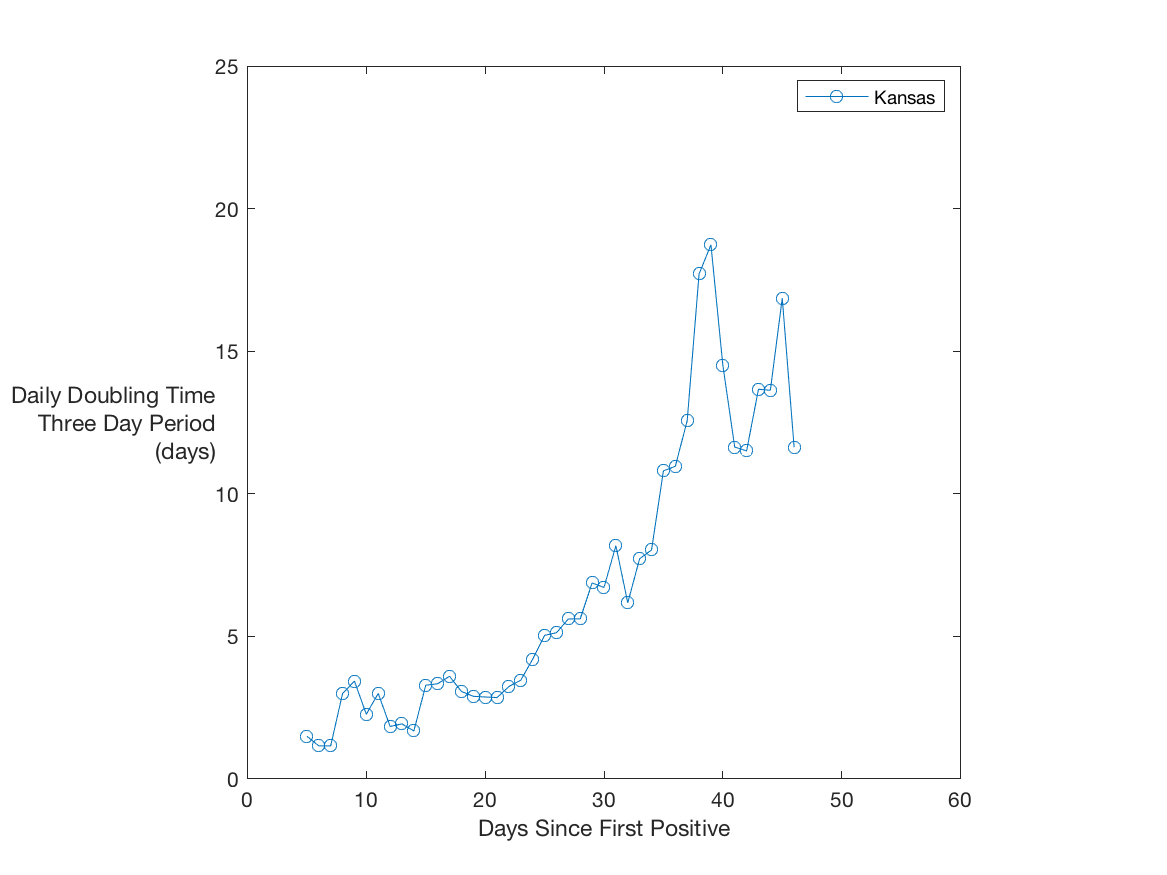 25
Kansas
20
15
Daily Doubling Time
Three Day Period
(days)
10
5
0
0 10 20 30 40 50 60
Days Since First Positive